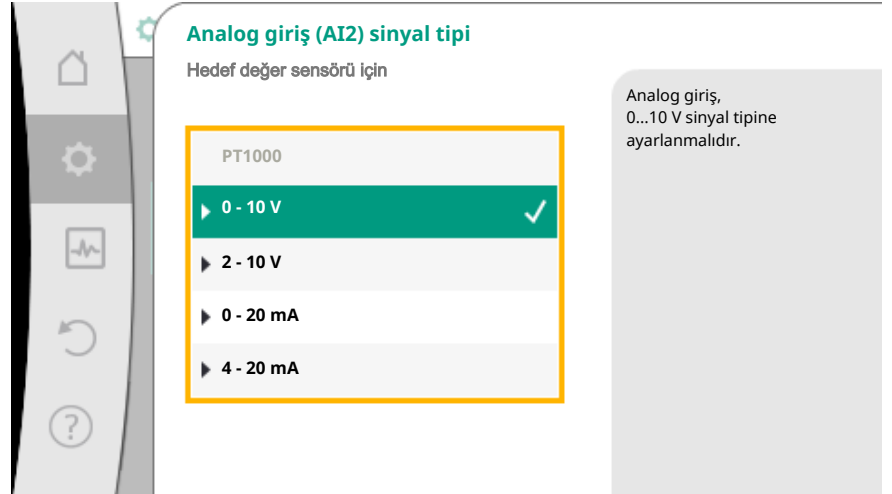 Analog giriş (AI2) sinyal tipi
Hedef değer sensörü için
PT1000
0 - 10 V
2 - 10 V
0 - 20 mA
4 - 20 mA
Analog giriş,
0...10 V sinyal tipine
ayarlanmalıdır.
?